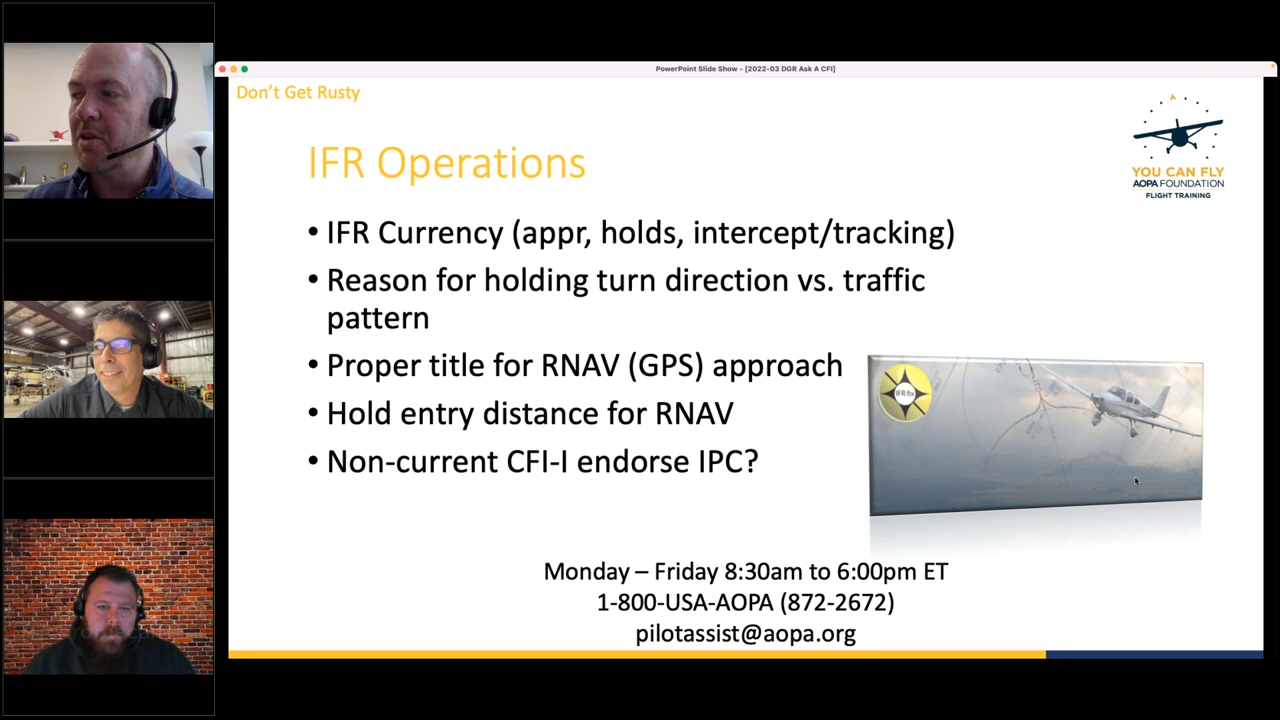 PowerPoint Slide Show - [2022-03 DGR Ask A CFI]
Don't Get Rusty
YOU CAN FLY
AOPA FOUNDATION
FLIGHT TRAINING
IFR Operations
• IFR Currency (appr, holds, intercept/tracking)
• Reason for holding turn direction vs. traffic
pattern
• Proper title for RNAV (GPS) approach
• Hold entry distance for RNAV
• Non-current CFI-I endorse IPC?
IFR fix
Monday – Friday 8:30am to 6:00pm ET
1-800-USA-AOPA (872-2672)
pilotassist@aopa.org